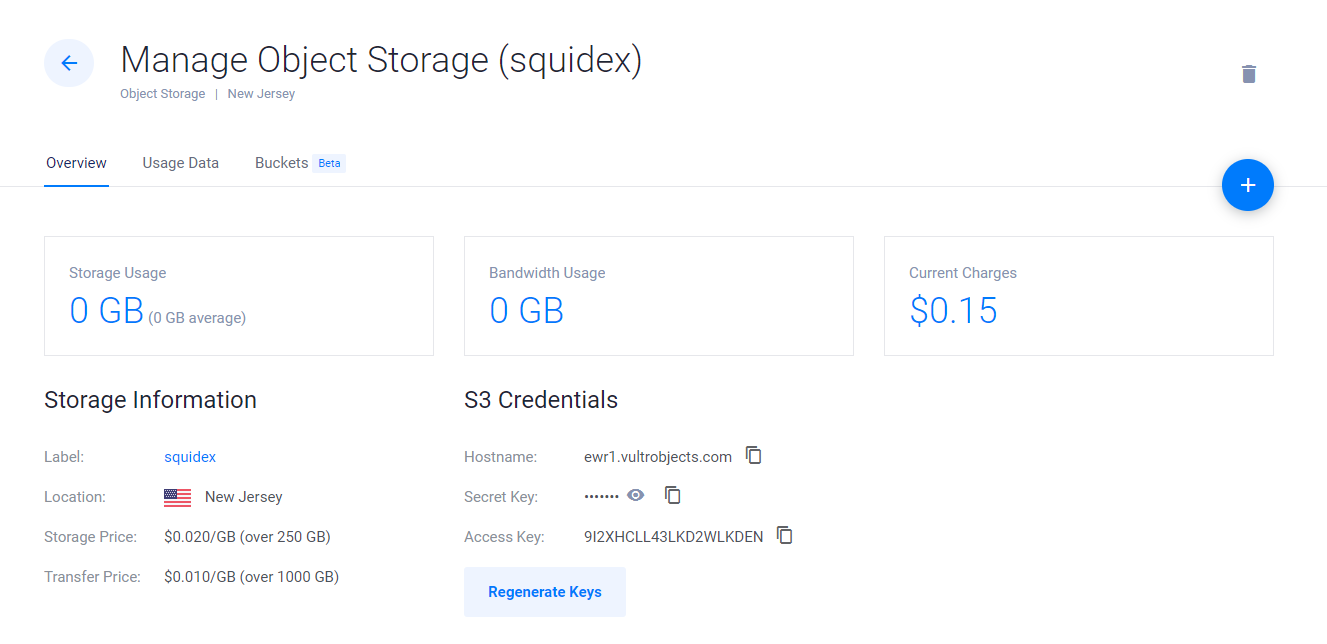 Manage Object Storage (squidex)
Object Storage | New Jersey
Overview Usage Data Buckets Beta
Storage Usage
0 GB (0 GB average)
Bandwidth Usage
0 GB
Current Charges
$0.15
Storage Information
Label: squidex
Location: New Jersey
Storage Price: $0.020/GB (over 250 GB)
Transfer Price: $0.010/GB (over 1000 GB)
S3 Credentials
Hostname: ewr1.vultrobjects.com
Secret Key: •••••••
Access Key: 9I2XHCLL43LKD2WLKDEN
Regenerate Keys